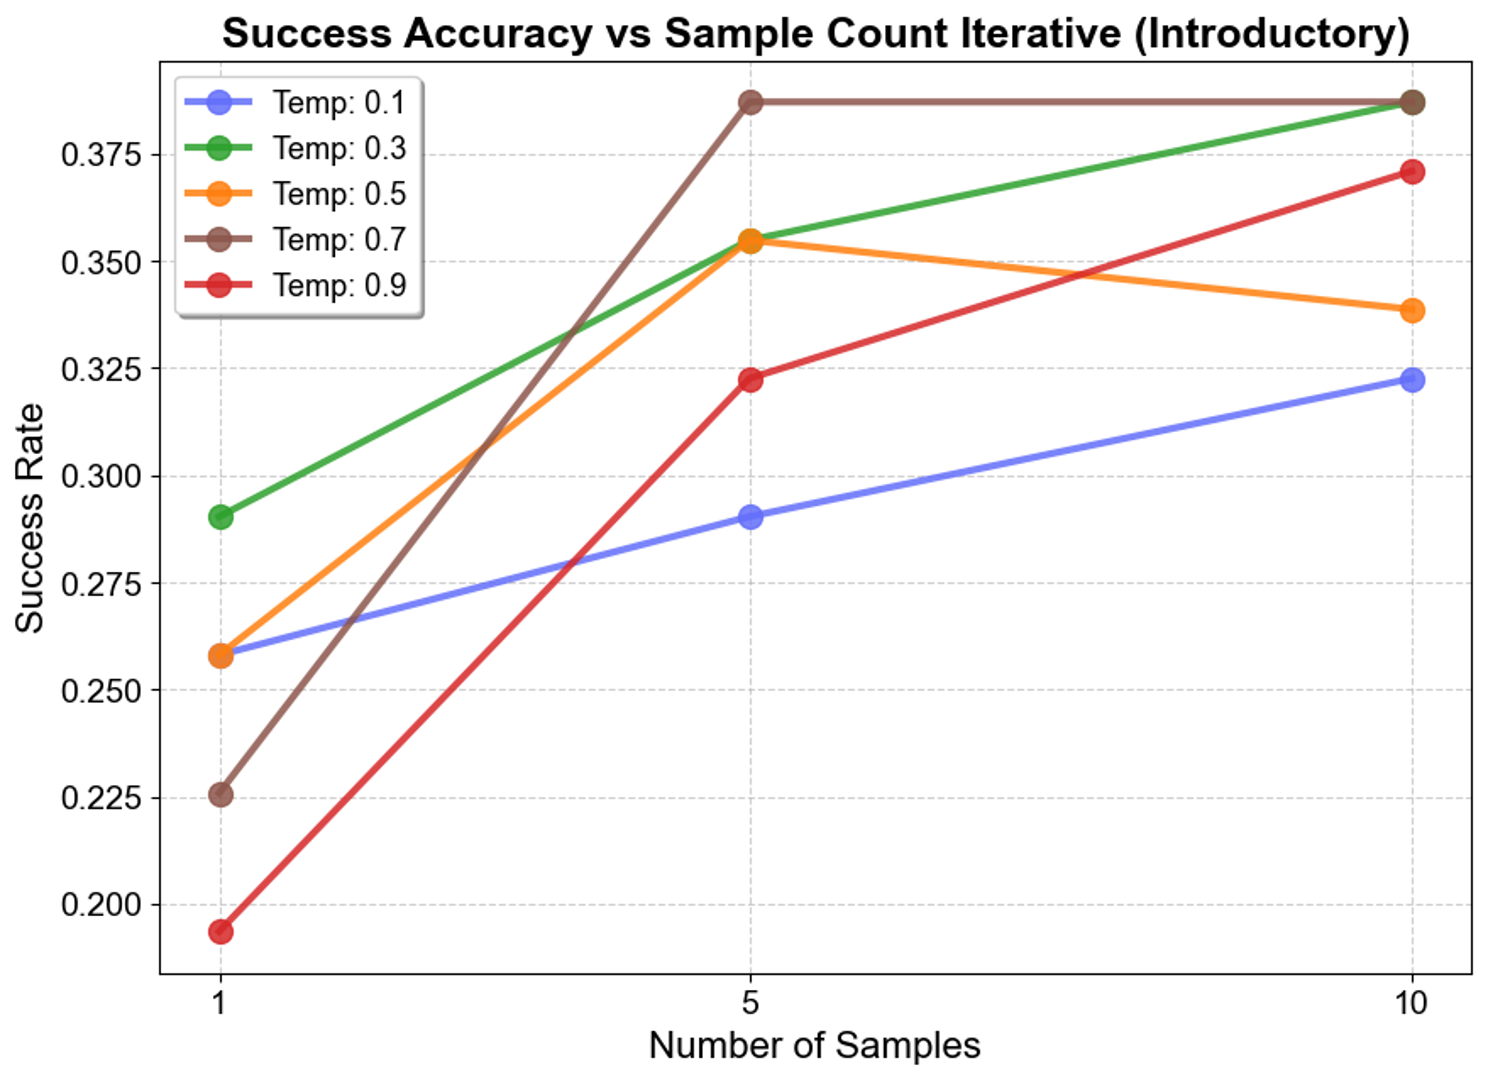 Success Accuracy vs Sample Count Iterative (Introductory)
Temp: 0.1
Temp: 0.3
Temp: 0.5
Temp: 0.7
Temp: 0.9
Success Rate
0.375
0.350
0.325
0.300
0.275
0.250
0.225
0.200
1 5 10
Number of Samples